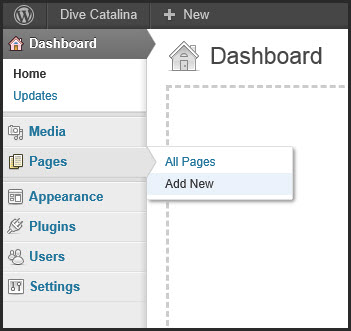 Dive Catalina + New
Dashboard
Home
Updates
Media
Pages
All Pages
Add New
Appearance
Plugins
Users
Settings
Dashboard